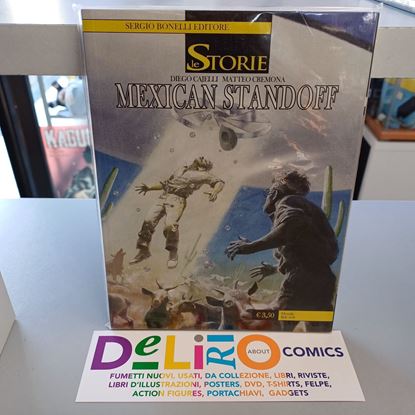 SERGIO BONELLI EDITORE
le STORIE
DIEGO CAJELLI MATTEO CREMONA
MEXICAN STANDOFF
€ 3,50
DeLiRiO ABOUT COMICS
FUMETTI NUOVI, USATI, DA COLLEZIONE, LIBRI, RIVISTE,
LIBRI D'ILLUSTRAZIONI, POSTERS, DVD, T-SHIRTS, FELPE,
ACTION FIGURES, PORTACHIAVI, GADGETS